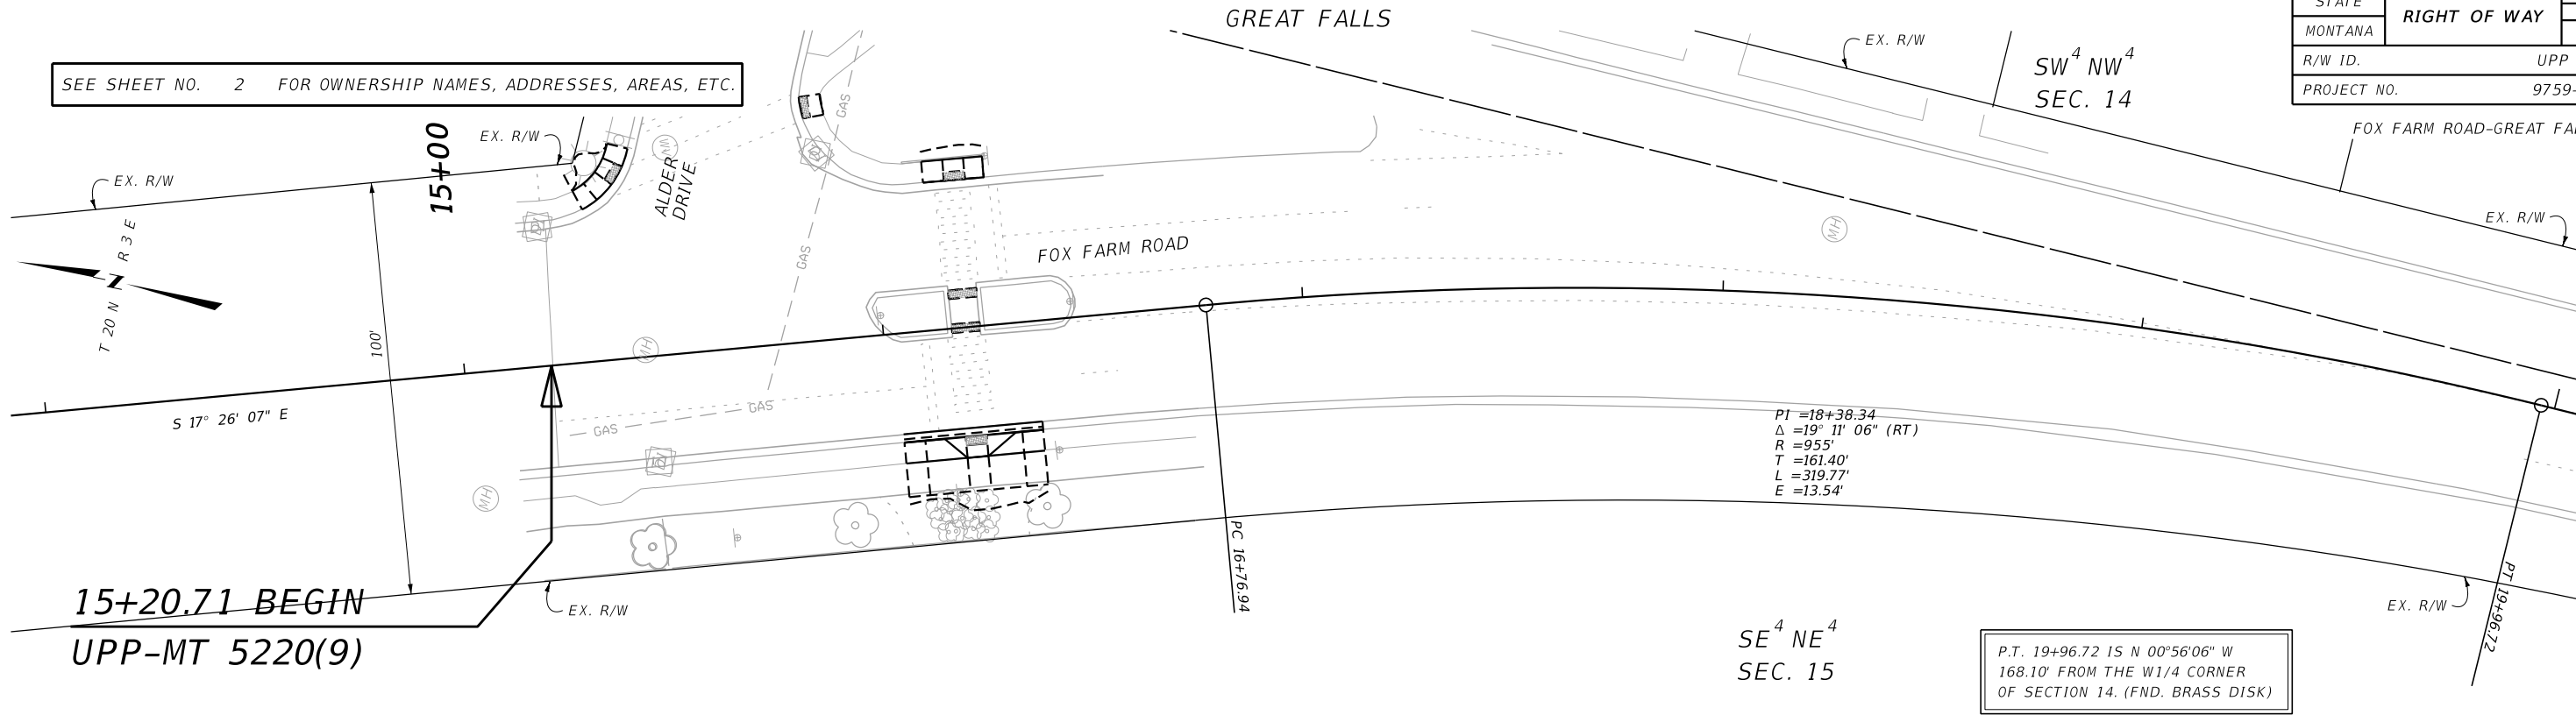 GREAT FALLS
STATE
MONTANA
RIGHT OF WAY
R/W ID.
UPP
PROJECT NO.
9759-
FOX FARM ROAD-GREAT FA
SEE SHEET NO. 2 FOR OWNERSHIP NAMES, ADDRESSES, AREAS, ETC.
EX. R/W
SW4 NW4
SEC. 14
15+00
EX. R/W
EX. R/W
EX. R/W
ALDER
DRIVE
W
GAS
GAS
GAS
GAS
MH
MH
MH
T 20 N R 3 E
N
100'
FOX FARM ROAD
S 17° 26' 07" E
PI =18+38.34
Δ =19° 11' 06" (RT)
R =955'
T =161.40'
L =319.77'
E =13.54'
PC 16+76.94
PT 19+96.72
15+20.71 BEGIN
UPP-MT 5220(9)
EX. R/W
EX. R/W
SE4 NE4
SEC. 15
P.T. 19+96.72 IS N 00°56'06" W
168.10' FROM THE W1/4 CORNER
OF SECTION 14. (FND. BRASS DISK)